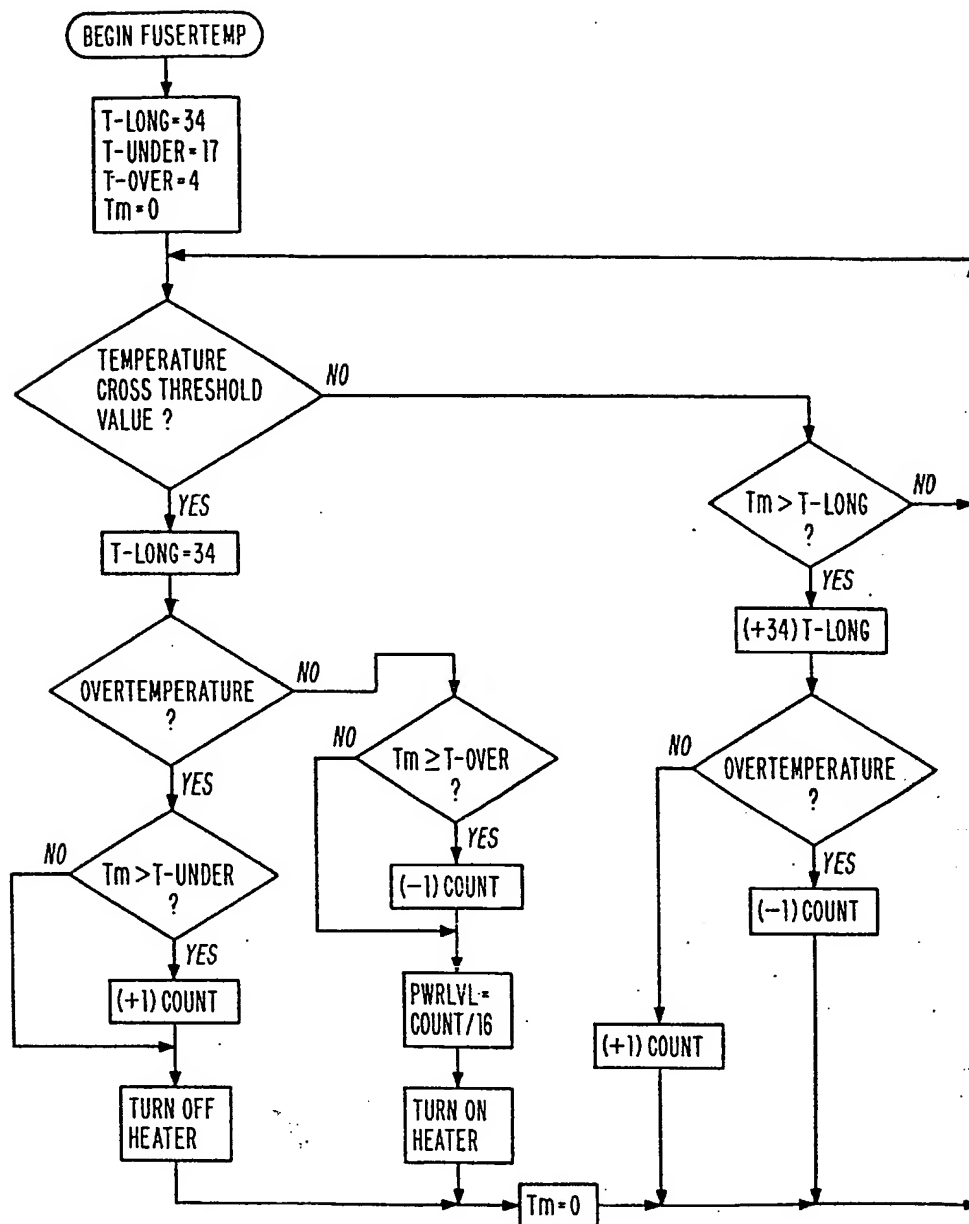 BEGIN FUSERTEMP
T-LONG=34
T-UNDER=17
T-OVER=4
Tm=0
TEMPERATURE
CROSS THRESHOLD
VALUE ?
NO
YES
Tm > T-LONG
?
NO
YES
T-LONG=34
(+34) T-LONG
OVERTEMPERATURE
?
NO
YES
Tm ≥ T-OVER
?
NO
YES
OVERTEMPERATURE
?
NO
YES
Tm > T-UNDER
?
NO
YES
(-1) COUNT
(-1) COUNT
(+1) COUNT
PWRLVL=
COUNT/16
(+1) COUNT
TURN OFF
HEATER
TURN ON
HEATER
Tm=0